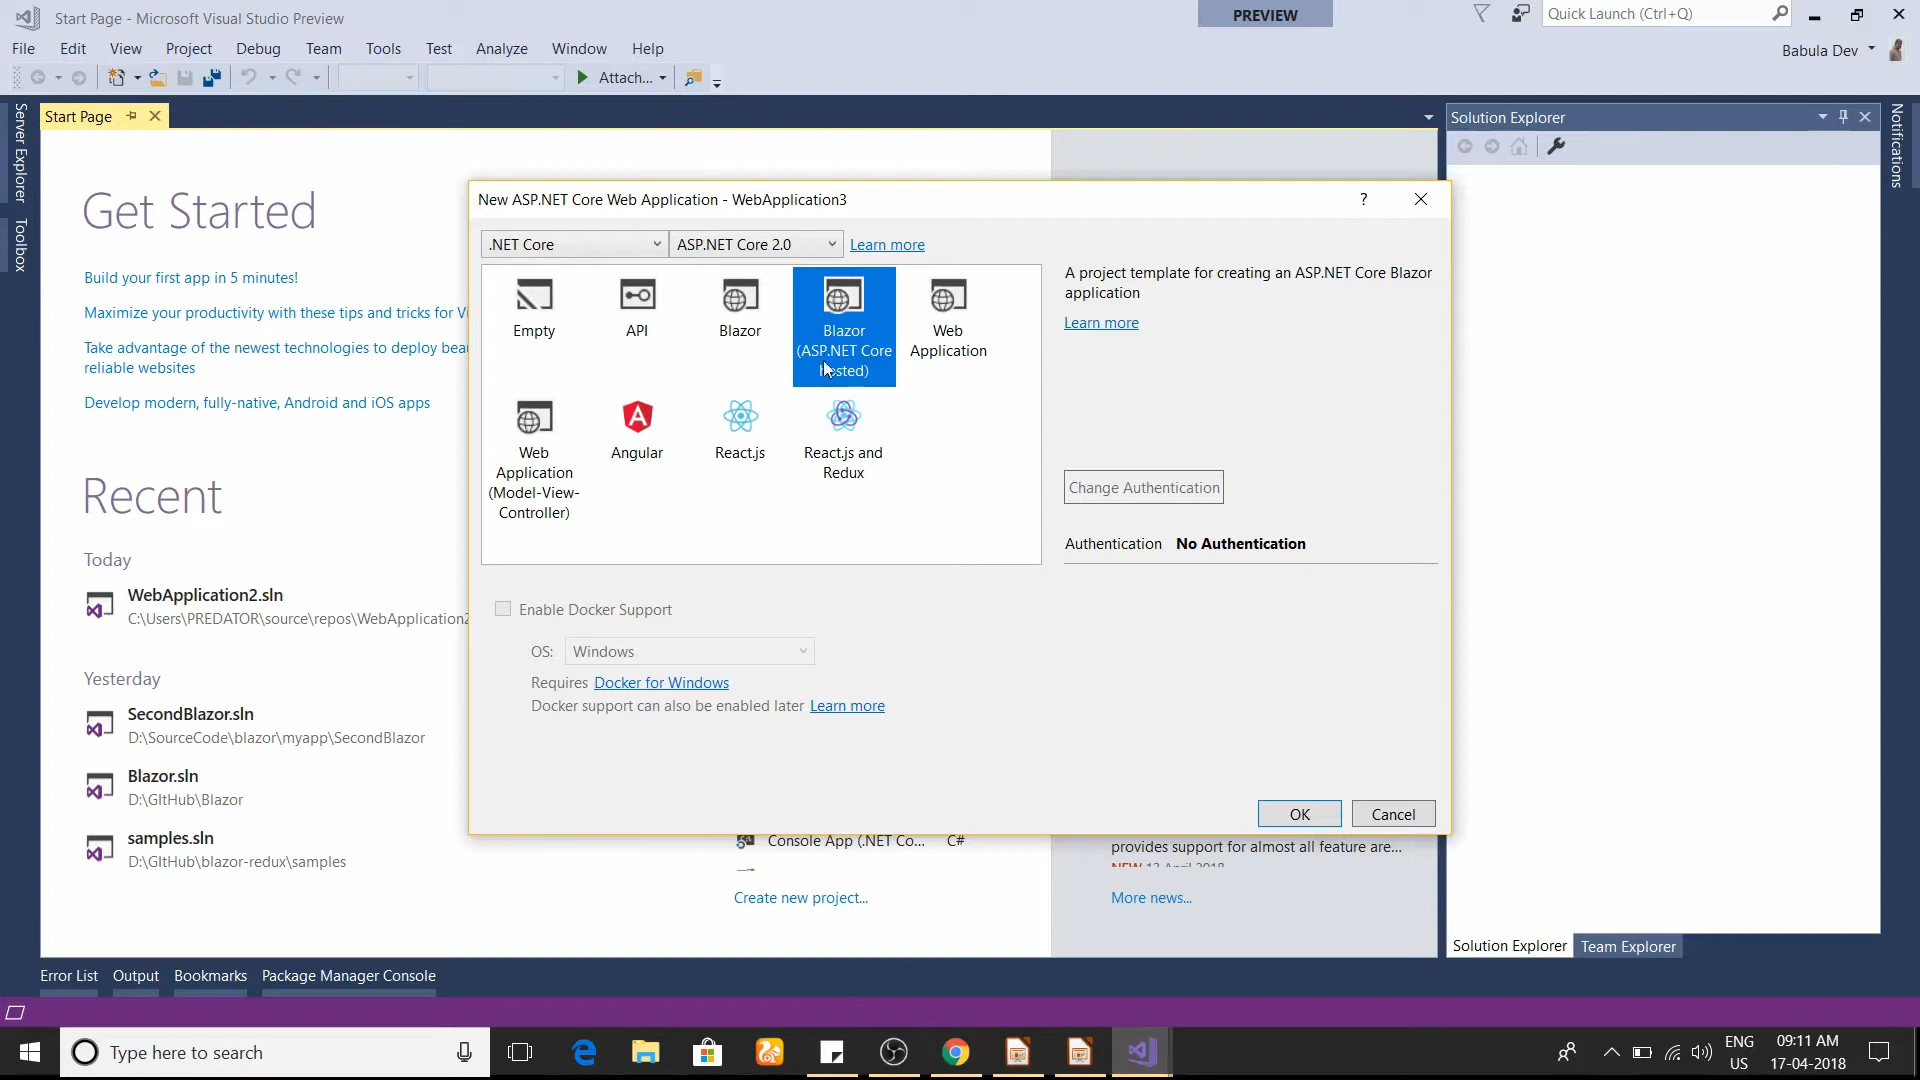 Start Page - Microsoft Visual Studio Preview
PREVIEW
Quick Launch (Ctrl+Q)
File Edit View Project Debug Team Tools Test Analyze Window Help
Babula Dev
Attach...
Server Explorer
Toolbox
Start Page
Solution Explorer
Notifications
Get Started
Build your first app in 5 minutes!
Maximize your productivity with these tips and tricks for
Take advantage of the newest technologies to deploy
reliable websites
Develop modern, fully-native, Android and iOS apps
Recent
Today
WebApplication2.sln
C:\Users\PREDATOR\source\repos\WebApplication2
Yesterday
SecondBlazor.sln
D:\SourceCode\blazor\myapp\SecondBlazor
Blazor.sln
D:\GItHub\Blazor
samples.sln
D:\GItHub\blazor-redux\samples
New ASP.NET Core Web Application - WebApplication3
?
.NET Core
ASP.NET Core 2.0
Learn more
Empty
API
Blazor
Blazor
(ASP.NET Core
hosted)
Web
Application
Web
Application
(Model-View-
Controller)
Angular
React.js
React.js and
Redux
A project template for creating an ASP.NET Core Blazor
application
Learn more
Change Authentication
Authentication No Authentication
Enable Docker Support
OS: Windows
Requires Docker for Windows
Docker support can also be enabled later Learn more
OK
Cancel
Console App (.NET Co... C#
Create new project...
provides support for almost all feature are...
NEW 13 April 2018
More news...
Solution Explorer
Team Explorer
Error List Output Bookmarks Package Manager Console
Type here to search
ENG
US
09:11 AM
17-04-2018